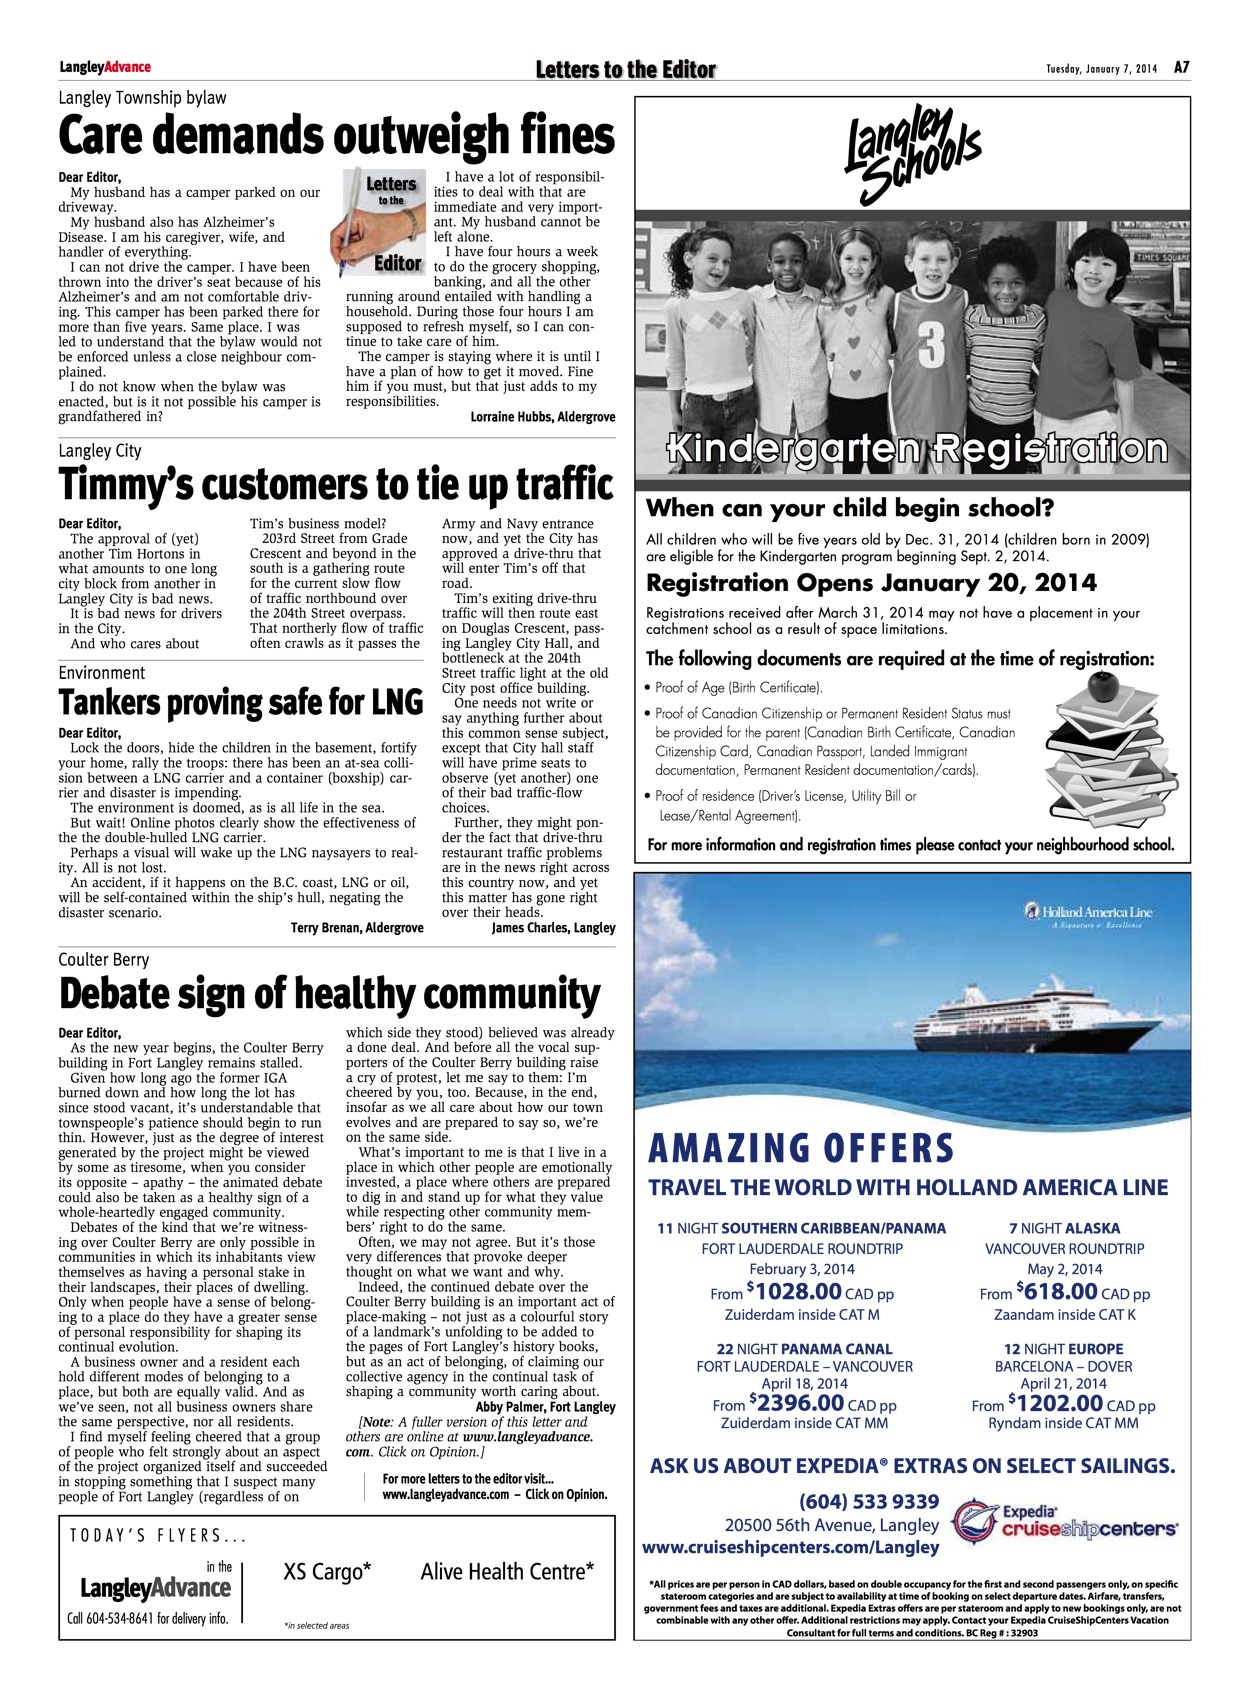 LangleyAdvance
Letters to the Editor
Tuesday, January 7, 2014 A7
Langley Township bylaw
Care demands outweigh fines
Dear Editor,
My husband has a camper parked on our
driveway.
My husband also has Alzheimer's
Disease. I am his caregiver, wife, and
handler of everything.
I can not drive the camper. I have been
thrown into the driver's seat because of his
Alzheimer's and am not comfortable driv-
ing. This camper has been parked there for
more than five years. Same place. I was
led to understand that the bylaw would not
be enforced unless a close neighbour com-
plained.
I do not know when the bylaw was
enacted, but is it not possible his camper is
grandfathered in?
Letters
to the
Editor
I have a lot of responsibil-
ities to deal with that are
immediate and very import-
ant. My husband cannot be
left alone.
I have four hours a week
to do the grocery shopping,
banking, and all the other
running around entailed with handling a
household. During those four hours I am
supposed to refresh myself, so I can con-
tinue to take care of him.
The camper is staying where it is until I
have a plan of how to get it moved. Fine
him if you must, but that just adds to my
responsibilities.
Lorraine Hubbs, Aldergrove
Langley City
Timmy's customers to tie up traffic
Dear Editor,
The approval of (yet)
another Tim Hortons in
what amounts to one long
city block from another in
Langley City is bad news.
It is bad news for drivers
in the City.
And who cares about
Tim's business model?
203rd Street from Grade
Crescent and beyond in the
south is a gathering route
for the current slow flow
of traffic northbound over
the 204th Street overpass.
That northerly flow of traffic
often crawls as it passes the
Army and Navy entrance
now, and yet the City has
approved a drive-thru that
will enter Tim's off that
road.
Tim's exiting drive-thru
traffic will then route east
on Douglas Crescent, pass-
ing Langley City Hall, and
bottleneck at the 204th
Street traffic light at the old
City post office building.
One needs not write or
say anything further about
this common sense subject,
except that City hall staff
will have prime seats to
observe (yet another) one
of their bad traffic-flow
choices.
Further, they might pon-
der the fact that drive-thru
restaurant traffic problems
are in the news right across
this country now, and yet
this matter has gone right
over their heads.
James Charles, Langley
Environment
Tankers proving safe for LNG
Dear Editor,
Lock the doors, hide the children in the basement, fortify
your home, rally the troops: there has been an at-sea colli-
sion between a LNG carrier and a container (boxship) car-
rier and disaster is impending.
The environment is doomed, as is all life in the sea.
But wait! Online photos clearly show the effectiveness of
the the double-hulled LNG carrier.
Perhaps a visual will wake up the LNG naysayers to real-
ity. All is not lost.
An accident, if it happens on the B.C. coast, LNG or oil,
will be self-contained within the ship's hull, negating the
disaster scenario.
Terry Brenan, Aldergrove
Coulter Berry
Debate sign of healthy community
Dear Editor,
As the new year begins, the Coulter Berry
building in Fort Langley remains stalled.
Given how long ago the former IGA
burned down and how long the lot has
since stood vacant, it's understandable that
townspeople's patience should begin to run
thin. However, just as the degree of interest
generated by the project might be viewed
by some as tiresome, when you consider
its opposite – apathy – the animated debate
could also be taken as a healthy sign of a
whole-heartedly engaged community.
Debates of the kind that we're witness-
ing over Coulter Berry are only possible in
communities in which its inhabitants view
themselves as having a personal stake in
their landscapes, their places of dwelling.
Only when people have a sense of belong-
ing to a place do they have a greater sense
of personal responsibility for shaping its
continual evolution.
A business owner and a resident each
hold different modes of belonging to a
place, but both are equally valid. And as
we've seen, not all business owners share
the same perspective, nor all residents.
I find myself feeling cheered that a group
of people who felt strongly about an aspect
of the project organized itself and succeeded
in stopping something that I suspect many
people of Fort Langley (regardless of on
which side they stood) believed was already
a done deal. And before all the vocal sup-
porters of the Coulter Berry building raise
a cry of protest, let me say to them: I'm
cheered by you, too. Because, in the end,
insofar as we all care about how our town
evolves and are prepared to say so, we're
on the same side.
What's important to me is that I live in a
place in which other people are emotionally
invested, a place where others are prepared
to dig in and stand up for what they value
while respecting other community mem-
bers' right to do the same.
Often, we may not agree. But it's those
very differences that provoke deeper
thought on what we want and why.
Indeed, the continued debate over the
Coulter Berry building is an important act of
place-making – not just as a colourful story
of a landmark's unfolding to be added to
the pages of Fort Langley's history books,
but as an act of belonging, of claiming our
collective agency in the continual task of
shaping a community worth caring about.
Abby Palmer, Fort Langley
[Note: A fuller version of this letter and
others are online at www.langleyadvance.
com. Click on Opinion.]
For more letters to the editor visit...
www.langleyadvance.com – Click on Opinion.
TODAY'S FLYERS...
in the
LangleyAdvance
Call 604-534-8641 for delivery info.
XS Cargo*
Alive Health Centre*
*in selected areas
Langley
Schools
TIMES SQUARE
3
Kindergarten Registration
When can your child begin school?
All children who will be five years old by Dec. 31, 2014 (children born in 2009)
are eligible for the Kindergarten program beginning Sept. 2, 2014.
Registration Opens January 20, 2014
Registrations received after March 31, 2014 may not have a placement in your
catchment school as a result of space limitations.
The following documents are required at the time of registration:
• Proof of Age (Birth Certificate).
• Proof of Canadian Citizenship or Permanent Resident Status must
be provided for the parent (Canadian Birth Certificate, Canadian
Citizenship Card, Canadian Passport, Landed Immigrant
documentation, Permanent Resident documentation/cards).
• Proof of residence (Driver's License, Utility Bill or
Lease/Rental Agreement).
For more information and registration times please contact your neighbourhood school.
Holland America Line
A Signature of Excellence
AMAZING OFFERS
TRAVEL THE WORLD WITH HOLLAND AMERICA LINE
11 NIGHT SOUTHERN CARIBBEAN/PANAMA
FORT LAUDERDALE ROUNDTRIP
February 3, 2014
From $1028.00 CAD pp
Zuiderdam inside CAT M
7 NIGHT ALASKA
VANCOUVER ROUNDTRIP
May 2, 2014
From $618.00 CAD pp
Zaandam inside CAT K
22 NIGHT PANAMA CANAL
FORT LAUDERDALE – VANCOUVER
April 18, 2014
From $2396.00 CAD pp
Zuiderdam inside CAT MM
12 NIGHT EUROPE
BARCELONA – DOVER
April 21, 2014
From $1202.00 CAD pp
Ryndam inside CAT MM
ASK US ABOUT EXPEDIA® EXTRAS ON SELECT SAILINGS.
(604) 533 9339
20500 56th Avenue, Langley
www.cruiseshipcenters.com/Langley
Expedia®
cruiseshipcenters®
*All prices are per person in CAD dollars, based on double occupancy for the first and second passengers only, on specific
stateroom categories and are subject to availability at time of booking on select departure dates. Airfare, transfers,
government fees and taxes are additional. Expedia Extras offers are per stateroom and apply to new bookings only, are not
combinable with any other offer. Additional restrictions may apply. Contact your Expedia CruiseShipCenters Vacation
Consultant for full terms and conditions. BC Reg # : 32903